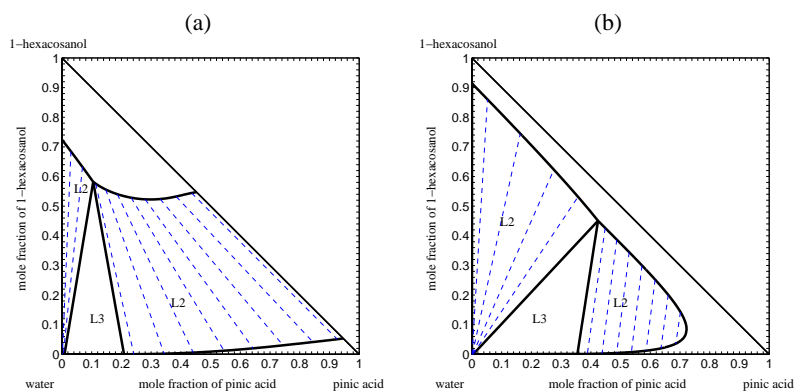 (a)
1−hexacosanol
1
0.9
0.8
0.7
0.6
0.5
0.4
0.3
0.2
0.1
0
mole fraction of 1−hexacosanol
L2
L3
L2
0 0.1 0.2 0.3 0.4 0.5 0.6 0.7 0.8 0.9 1
water mole fraction of pinic acid pinic acid
(b)
1−hexacosanol
1
0.9
0.8
0.7
0.6
0.5
0.4
0.3
0.2
0.1
0
mole fraction of 1−hexacosanol
L2
L3
L2
0 0.1 0.2 0.3 0.4 0.5 0.6 0.7 0.8 0.9 1
water mole fraction of pinic acid pinic acid